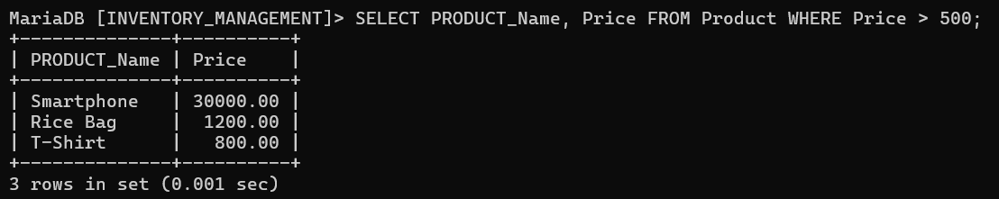 MariaDB [INVENTORY_MANAGEMENT]> SELECT PRODUCT_Name, Price FROM Product WHERE Price > 500;
+--------------+----------+
| PRODUCT_Name | Price    |
+--------------+----------+
| Smartphone   | 30000.00 |
| Rice Bag     |  1200.00 |
| T-Shirt      |   800.00 |
+--------------+----------+
3 rows in set (0.001 sec)